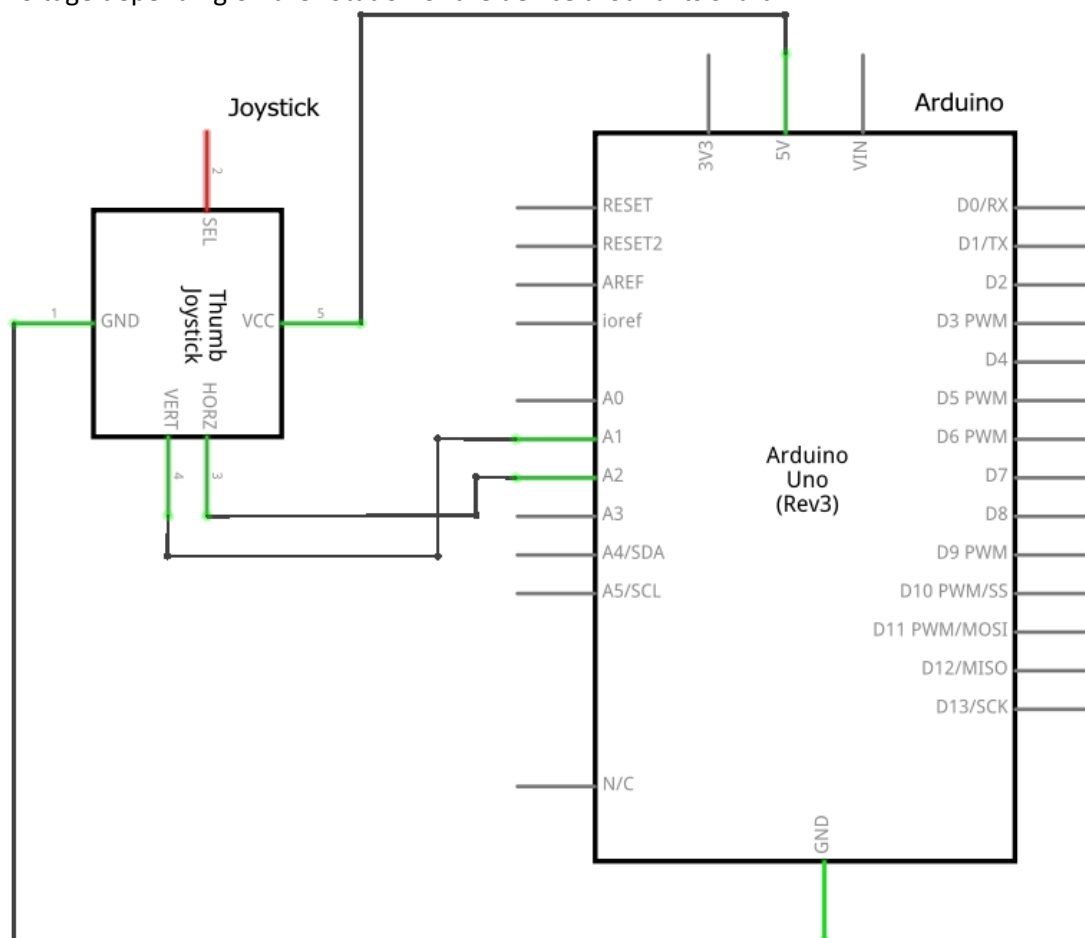 Joystick
Arduino
2
SEL
1
GND
Thumb
Joystick
VCC
5
VERT
HORZ
4
3
3V3
5V
VIN
RESET
RESET2
AREF
ioref
A0
A1
A2
A3
A4/SDA
A5/SCL
N/C
Arduino
Uno
(Rev3)
D0/RX
D1/TX
D2
D3 PWM
D4
D5 PWM
D6 PWM
D7
D8
D9 PWM
D10 PWM/SS
D11 PWM/MOSI
D12/MISO
D13/SCK
GND